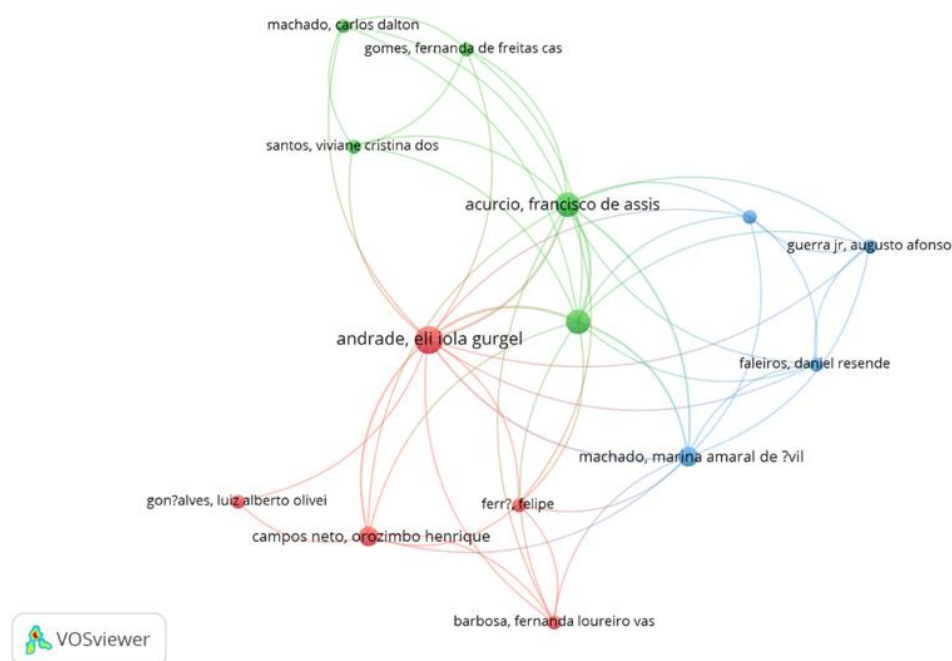 machado, carlos dalton
gomes, fernanda de freitas cas
santos, viviane cristina dos
acurcio, francisco de assis
guerra jr, augusto afonso
andrade, eli iola gurgel
faleiros, daniel resende
machado, marina amaral de ?vil
gon?alves, luiz alberto olivei
ferr?, felipe
campos neto, orozimbo henrique
barbosa, fernanda loureiro vas
VOSviewer